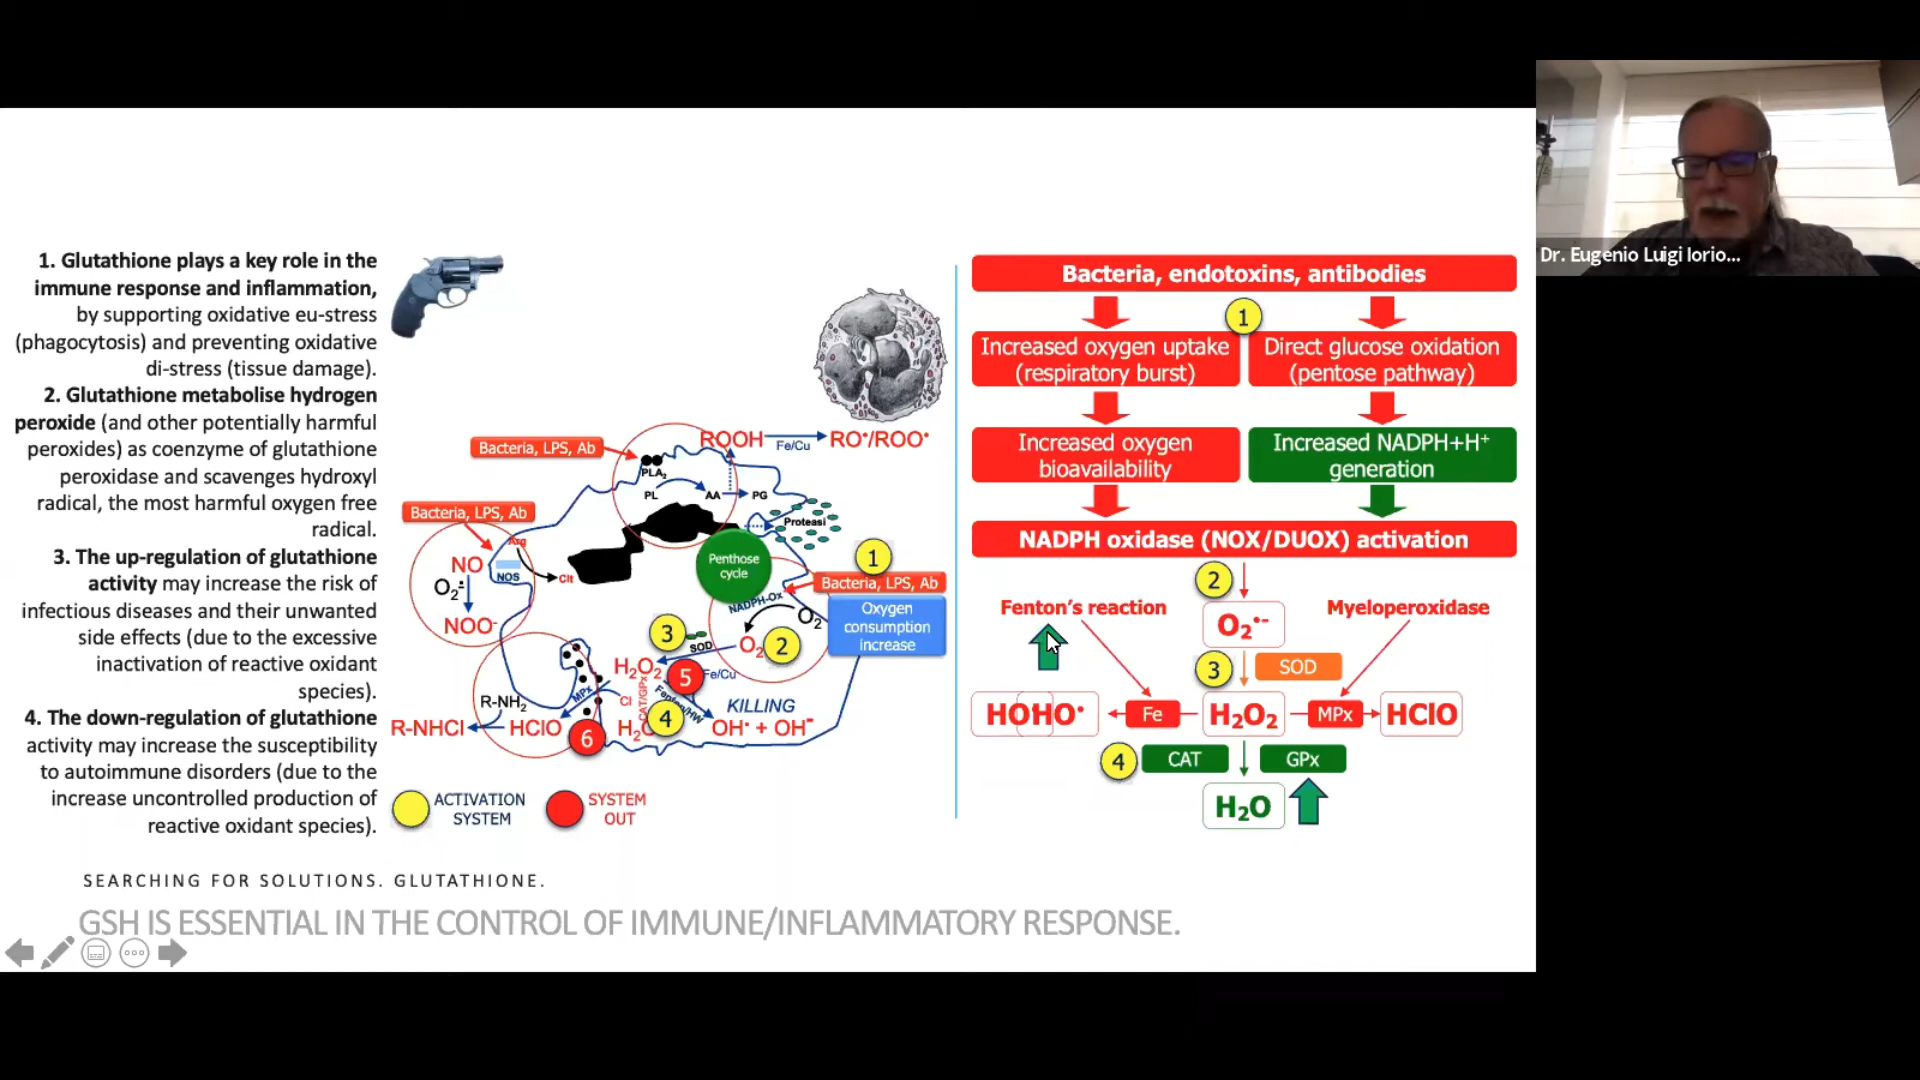 1. Glutathione plays a key role in the
immune response and inflammation,
by supporting oxidative eu-stress
(phagocytosis) and preventing oxidative
di-stress (tissue damage).
2. Glutathione metabolise hydrogen
peroxide (and other potentially harmful
peroxides) as coenzyme of glutathione
peroxidase and scavenges hydroxyl
radical, the most harmful oxygen free
radical.
3. The up-regulation of glutathione
activity may increase the risk of
infectious diseases and their unwanted
side effects (due to the excessive
inactivation of reactive oxidant
species).
4. The down-regulation of glutathione
activity may increase the susceptibility
to autoimmune disorders (due to the
increase uncontrolled production of
reactive oxidant species).
Bacteria, LPS, Ab
ROOH
Fe/Cu
RO•/ROO•
PLA2
PL
AA
PG
Bacteria, LPS, Ab
Proteasi
Arg
NO
NOS
Cit
O2•-
NOO-
Penthose
cycle
1
Bacteria, LPS, Ab
NADPH-Ox
O2
Oxygen
consumption
increase
3
SOD
O2
2
H2O2
5
Fe/Cu
R-NH2
MPx
Cl
CAT/GPx
Fenton/HW
4
KILLING
R-NHCl
HClO
6
H2O
OH• + OH-
ACTIVATION
SYSTEM
SYSTEM
OUT
Bacteria, endotoxins, antibodies
1
Increased oxygen uptake
(respiratory burst)
Direct glucose oxidation
(pentose pathway)
Increased oxygen
bioavailability
Increased NADPH+H+
generation
NADPH oxidase (NOX/DUOX) activation
2
Fenton's reaction
O2•-
Myeloperoxidase
3
SOD
HOHO•
Fe
H2O2
MPx
HClO
4
CAT
GPx
H2O
SEARCHING FOR SOLUTIONS. GLUTATHIONE.
GSH IS ESSENTIAL IN THE CONTROL OF IMMUNE/INFLAMMATORY RESPONSE.
Dr. Eugenio Luigi Iorio...